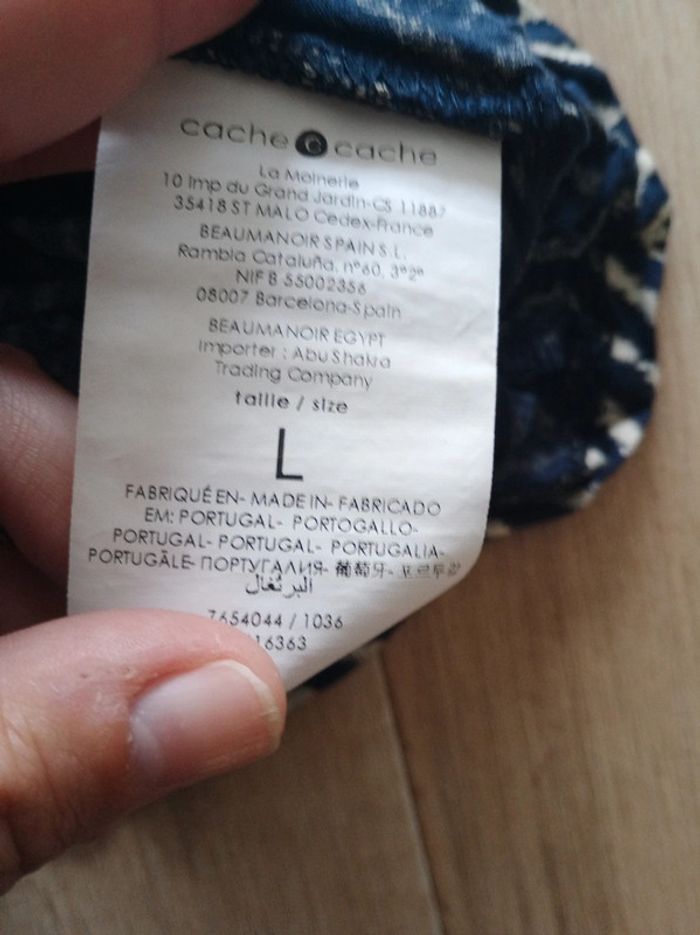 cache c cache
La Moinerie
10 Imp du Grand Jardin-CS 11887
35418 ST MALO Cedex-France
BEAUMANOIR SPAIN S.L.
Rambla Cataluña, nº60, 3º2ª
NIF B 55002356
08007 Barcelona-Spain
BEAUMANOIR EGYPT
Importer : Abu Shakra
Trading Company
taille / size
L
FABRIQUÉ EN- MADE IN- FABRICADO
EM: PORTUGAL- PORTOGALLO-
PORTUGAL- PORTUGAL- PORTUGALIA-
PORTUGĀLE- ПОРТУГАЛИЯ- 葡萄牙- 포르투갈
البرتغال
7654044 / 1036
16363